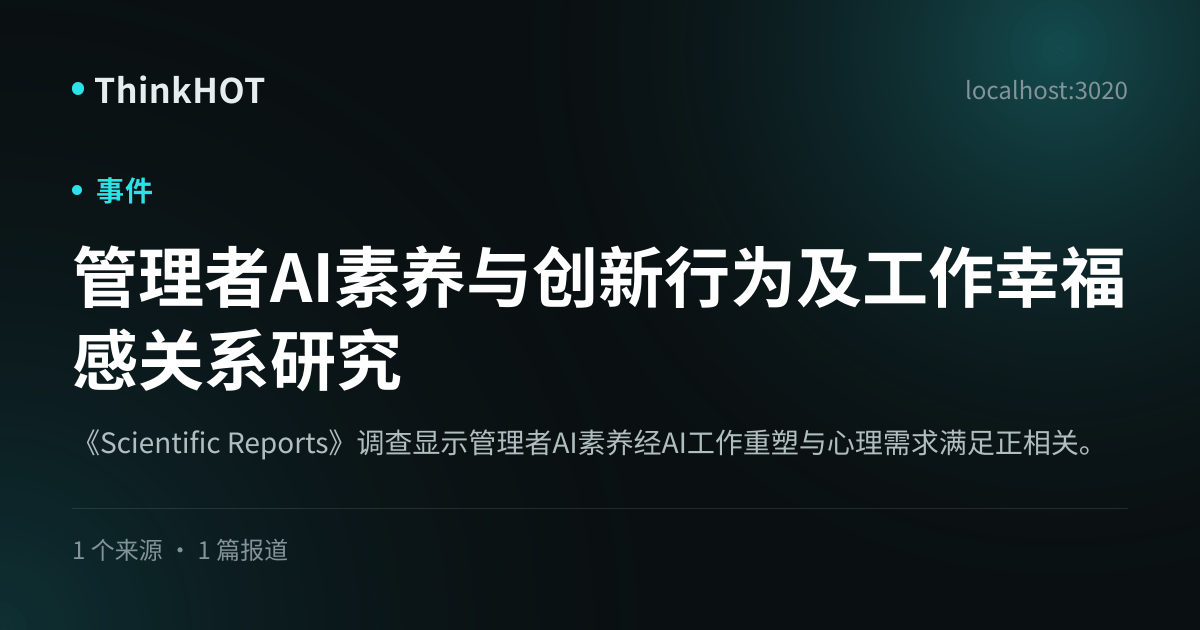 ThinkHOT
localhost:3020
事件
管理者AI素养与创新行为及工作幸福
感关系研究
《Scientific Reports》调查显示管理者AI素养经AI工作重塑与心理需求满足正相关。
1 个来源 · 1 篇报道